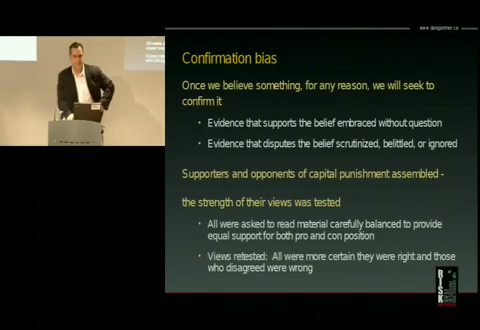 www.dangardner.ca
Confirmation bias
Once we believe something, for any reason, we will seek to
confirm it
• Evidence that supports the belief embraced without question
• Evidence that disputes the belief scrutinized, belittled, or ignored
Supporters and opponents of capital punishment assembled -
the strength of their views was tested
• All were asked to read material carefully balanced to provide
equal support for both pro and con position
• Views retested: All were more certain they were right and those
who disagreed were wrong
RISK